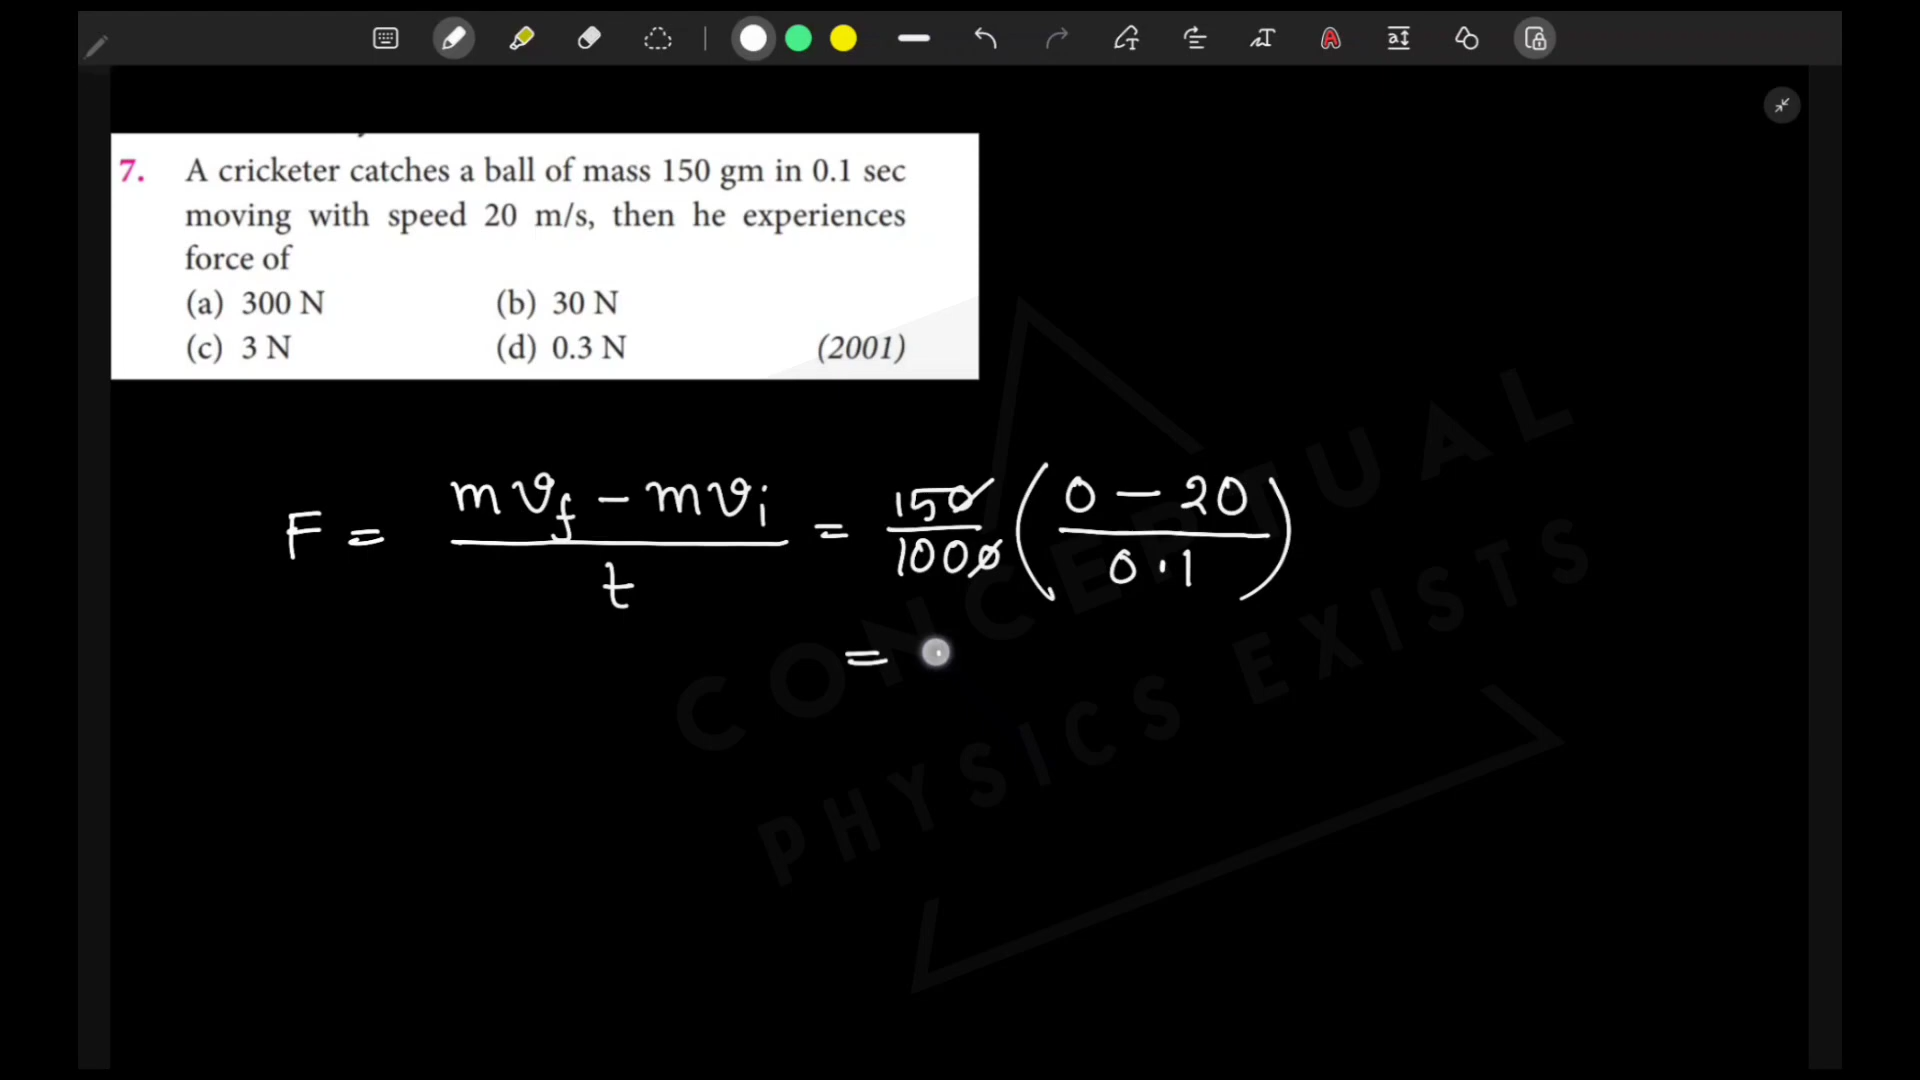 7. A cricketer catches a ball of mass 150 gm in 0.1 sec
moving with speed 20 m/s, then he experiences
force of
(a) 300 N (b) 30 N
(c) 3 N (d) 0.3 N (2001)
F = (mv_f - mv_i) / t = 150/1000 ((0 - 20) / 0.1)
=
CONCEPTUAL
PHYSICS EXISTS